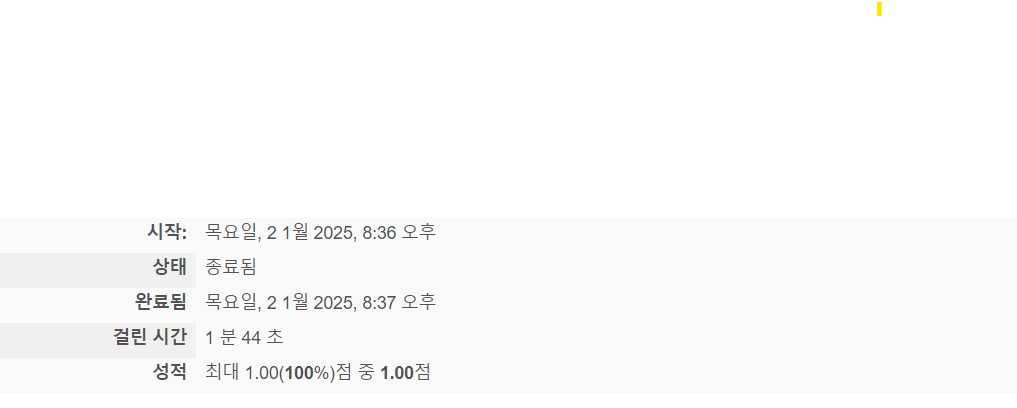 시작: 목요일, 2 1월 2025, 8:36 오후
상태 종료됨
완료됨 목요일, 2 1월 2025, 8:37 오후
걸린 시간 1 분 44 초
성적 최대 1.00(100%)점 중 1.00점